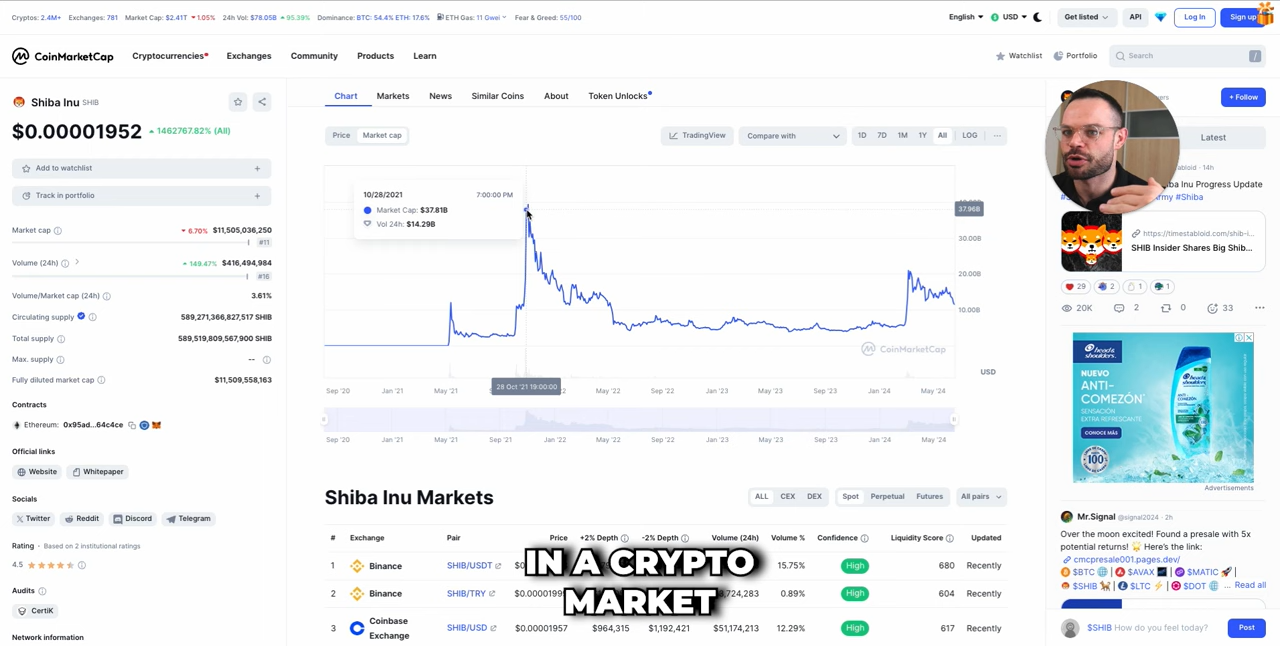 Cryptos: 2.4M+ Exchanges: 781 Market Cap: $2.41T 1.05% 24h Vol: $78.05B 95.39% Dominance: BTC: 54.4% ETH: 17.6% ETH Gas: 11 Gwei Fear & Greed: 55/100
English USD Get listed API Log In Sign up
CoinMarketCap Cryptocurrencies Exchanges Community Products Learn
Watchlist Portfolio Search /
Shiba Inu SHIB
$0.00001952 1462767.82% (All)
Add to watchlist +
Track in portfolio +
Market cap 6.70% $11,505,036,250
#11
Volume (24h) 149.47% $416,494,984
#16
Volume/Market cap (24h) 3.61%
Circulating supply 589,271,366,827,517 SHIB
Total supply 589,519,809,567,900 SHIB
Max. supply --
Fully diluted market cap $11,509,558,163
Contracts
Ethereum: 0x95ad...64c4ce
Official links
Website Whitepaper
Socials
Twitter Reddit Discord Telegram
Rating · Based on 2 institutional ratings
4.5
Audits
CertiK
Network information
Chart Markets News Similar Coins About Token Unlocks
Price Market cap
TradingView Compare with 1D 7D 1M 1Y All LOG ...
10/28/2021 7:00:00 PM
Market Cap: $37.81B
Vol 24h: $14.29B
37.96B
30.00B
20.00B
10.00B
CoinMarketCap
USD
28 Oct '21 19:00:00
Sep '20 Jan '21 May '21 Jan '22 May '22 Sep '22 Jan '23 May '23 Sep '23 Jan '24 May '24
Sep '20 Jan '21 May '21 Sep '21 Jan '22 May '22 Sep '22 Jan '23 May '23 Sep '23 Jan '24 May '24
Shiba Inu Markets
ALL CEX DEX Spot Perpetual Futures All pairs
# Exchange Pair Price +2% Depth -2% Depth Volume (24h) Volume % Confidence Liquidity Score Updated
1 Binance SHIB/USDT 15.75% High 680 Recently
2 Binance SHIB/TRY 0.89% High 604 Recently
3 Coinbase Exchange SHIB/USD $0.00001957 $964,315 $1,192,421 $51,174,213 12.29% High 617 Recently
IN A CRYPTO
MARKET
+ Follow
Latest
· 14h
Inu Progress Update
#Shiba
https://timestabloid.com/shib-i...
SHIB Insider Shares Big Shib...
29 2 1 1
20K 2 0 33 ...
head & shoulders
NUEVO
ANTI-
COMEZÓN
SENSACIÓN
EXTRA REFRESCANTE
CONOCE MÁS
100
Advertisements
Mr.Signal @signal2024 · 2h
Over the moon excited! Found a presale with 5x
potential returns! Here's the link:
cmcpresale001.pages.dev/
$BTC | $AVAX | $MATIC |
$SHIB | $LTC | $DOT ... Read all
$SHIB How do you feel today? Post